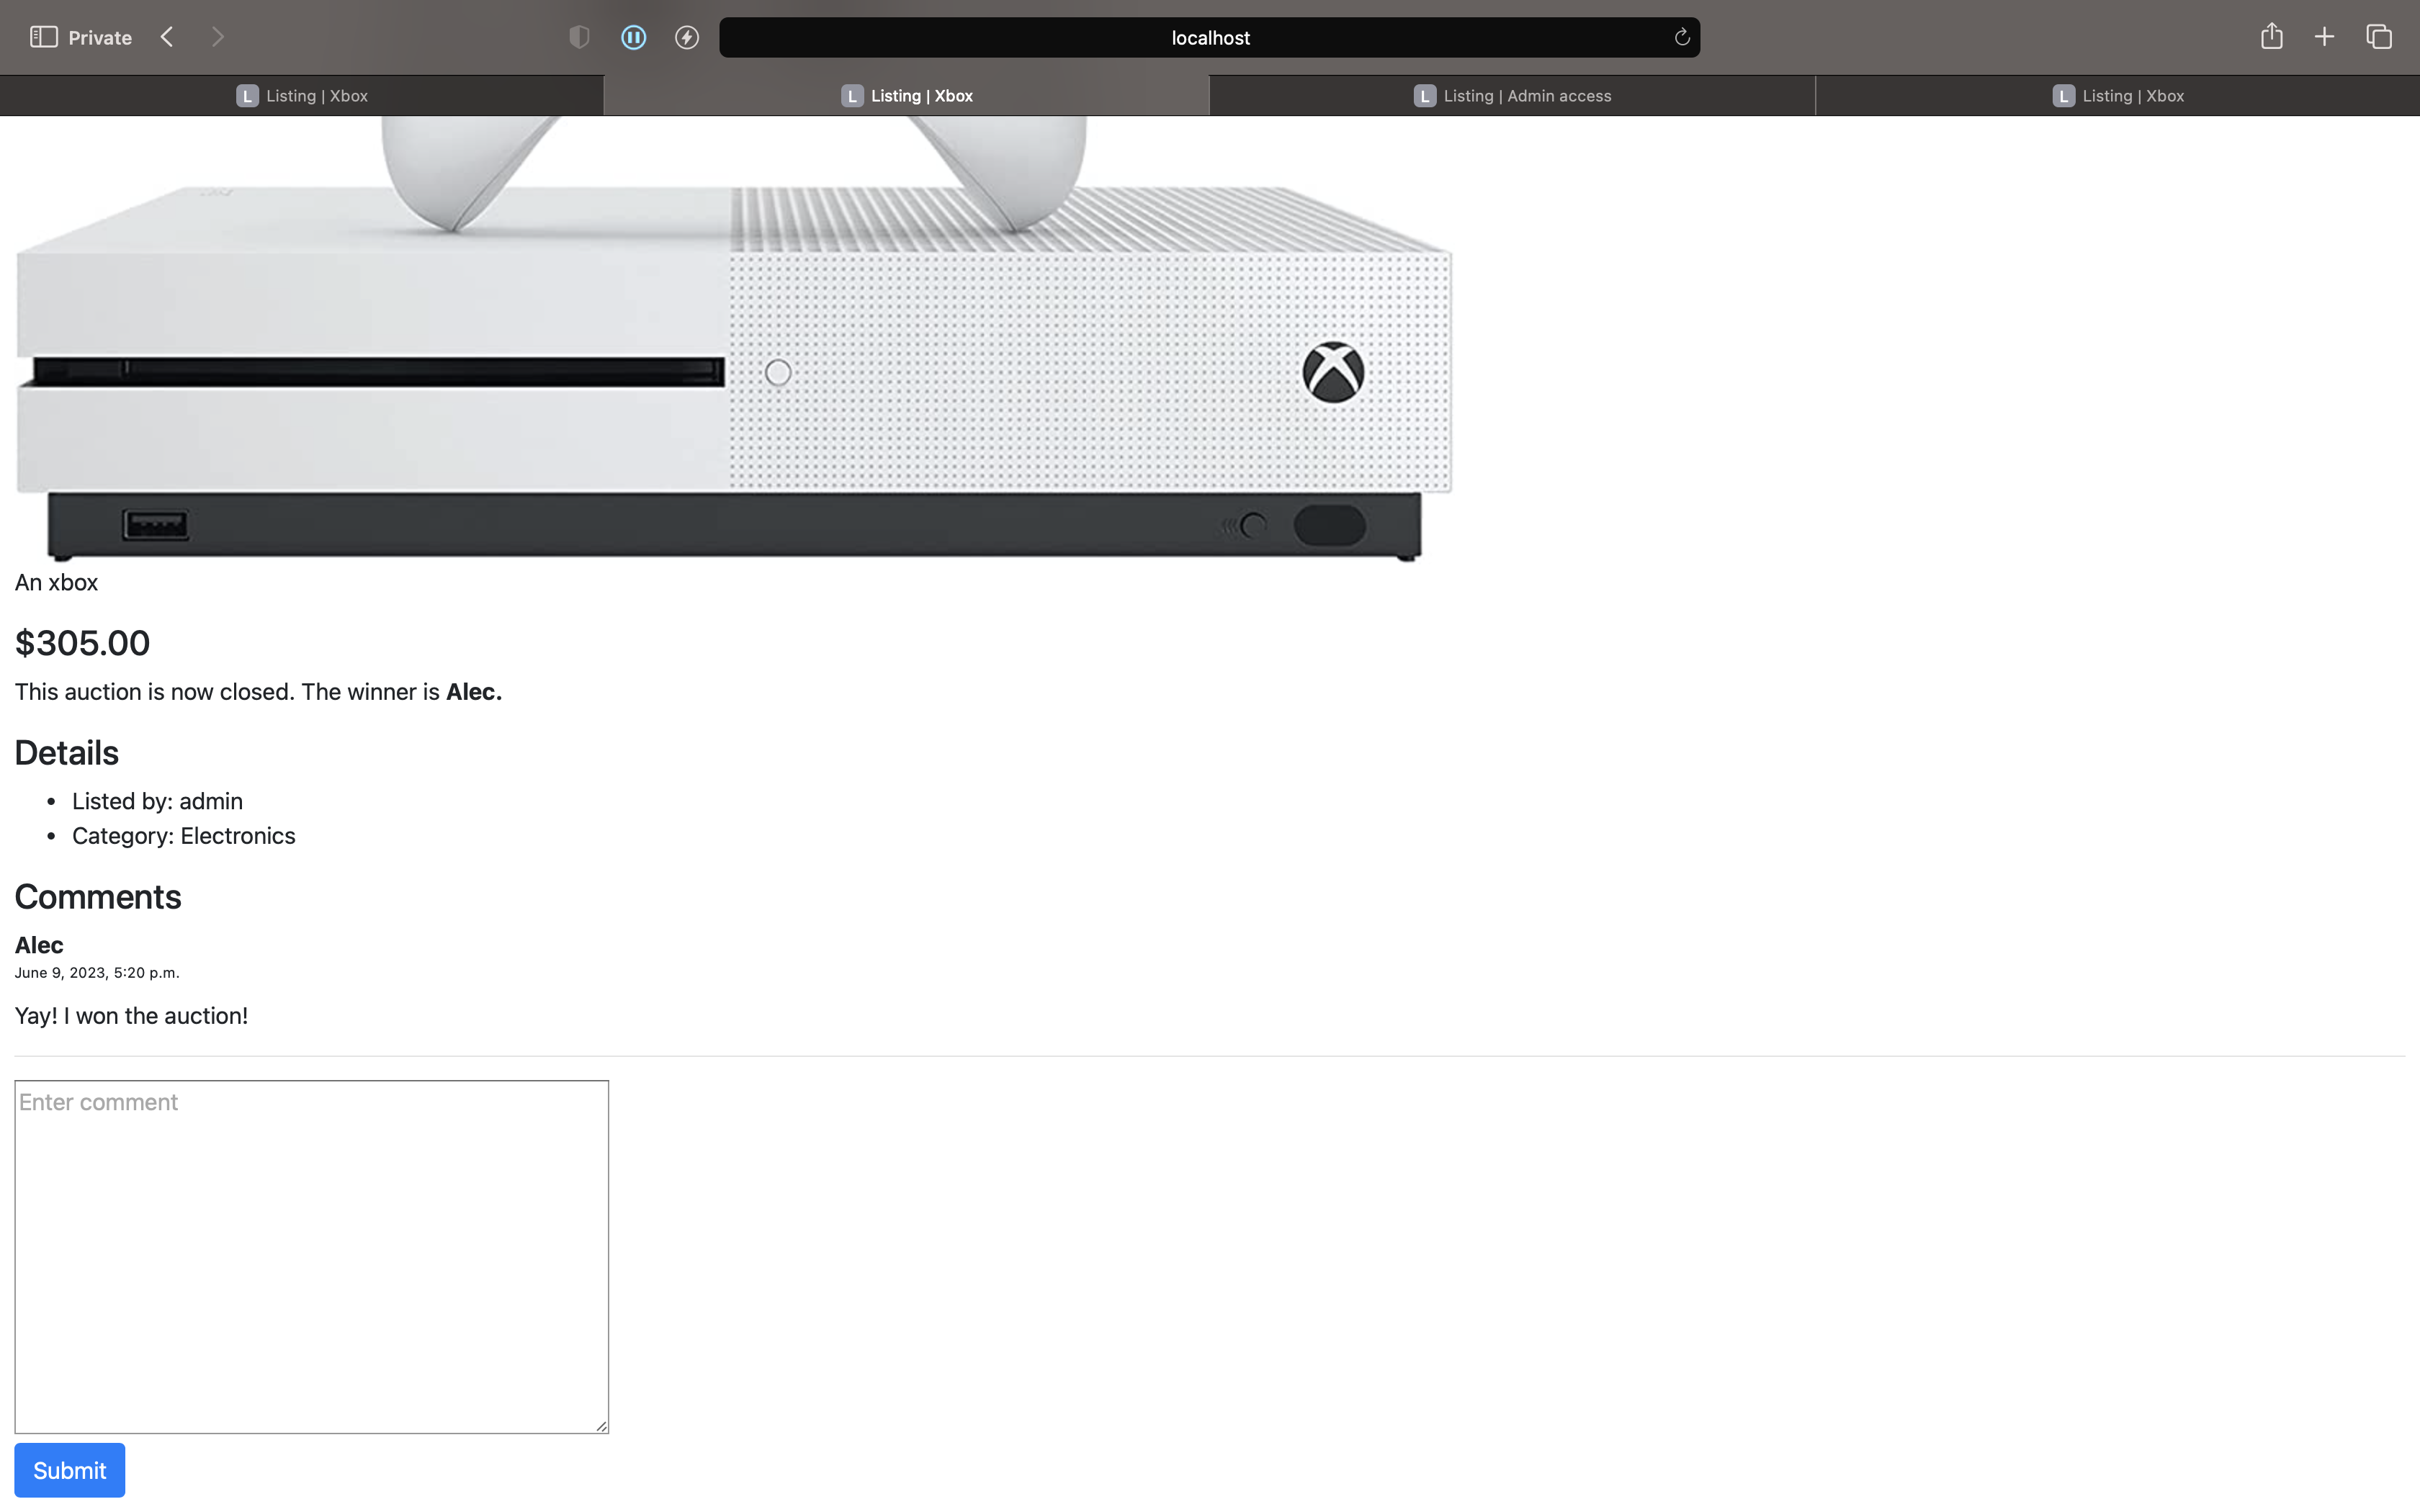 Private
localhost
L Listing | Xbox
L Listing | Xbox
L Listing | Admin access
L Listing | Xbox
An xbox
$305.00
This auction is now closed. The winner is Alec.
Details
• Listed by: admin
• Category: Electronics
Comments
Alec
June 9, 2023, 5:20 p.m.
Yay! I won the auction!
Enter comment
Submit